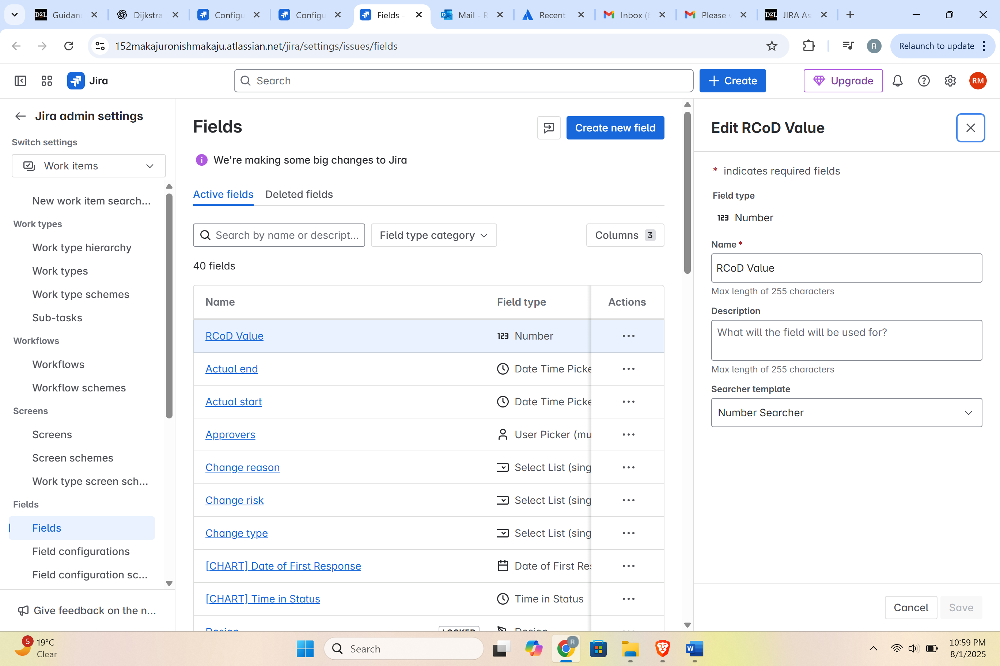 D2L Guidan
Dijkstra
Configu
Configu
Fields -
Mail - R
Recent
Inbox (6
Please v
D2L JIRA As
152makajuronishmakaju.atlassian.net/jira/settings/issues/fields
R
Relaunch to update
Jira
Search
+ Create
Upgrade
RM
Jira admin settings
Switch settings
Work items
New work item search...
Work types
Work type hierarchy
Work types
Work type schemes
Sub-tasks
Workflows
Workflows
Workflow schemes
Screens
Screens
Screen schemes
Work type screen sch...
Fields
Fields
Field configurations
Field configuration sc...
Give feedback on the n...
Fields
Create new field
We're making some big changes to Jira
Active fields
Deleted fields
Search by name or descript...
Field type category
Columns 3
40 fields
Name Field type Actions
RCoD Value 123 Number
Actual end Date Time Picke
Actual start Date Time Picke
Approvers User Picker (mu
Change reason Select List (sing
Change risk Select List (sing
Change type Select List (sing
[CHART] Date of First Response Date of First Res
[CHART] Time in Status Time in Status
Design LOCKED Design
Edit RCoD Value
* indicates required fields
Field type
123 Number
Name *
RCoD Value
Max length of 255 characters
Description
What will the field will be used for?
Max length of 255 characters
Searcher template
Number Searcher
Cancel
Save
5
19°C
Clear
Search
R
W
10:59 PM
8/1/2025